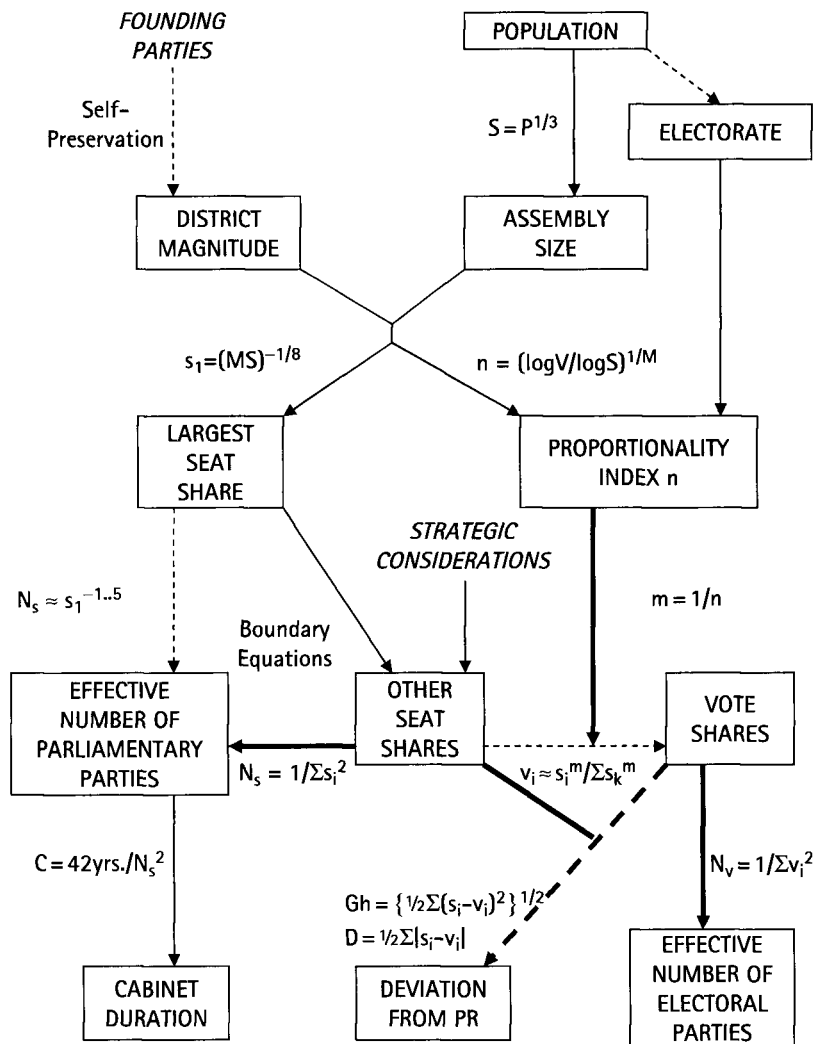 FOUNDING
PARTIES
POPULATION
Self-
Preservation
S = P^1/3
ELECTORATE
DISTRICT
MAGNITUDE
ASSEMBLY
SIZE
s₁=(MS)^–1/8
n = (logV/logS)^1/M
LARGEST
SEAT
SHARE
PROPORTIONALITY
INDEX n
STRATEGIC
CONSIDERATIONS
Nₛ ≈ s₁^–1..5
m = 1/n
Boundary
Equations
EFFECTIVE
NUMBER OF
PARLIAMENTARY
PARTIES
OTHER
SEAT
SHARES
VOTE
SHARES
Nₛ = 1/Σsᵢ²
vᵢ ≈ sᵢ^m/Σsₖ^m
C = 42yrs./Nₛ²
Nᵥ = 1/Σvᵢ²
Gh = {½Σ(sᵢ–vᵢ)²}^1/2
D = ½Σ|sᵢ–vᵢ|
CABINET
DURATION
DEVIATION
FROM PR
EFFECTIVE
NUMBER OF
ELECTORAL
PARTIES